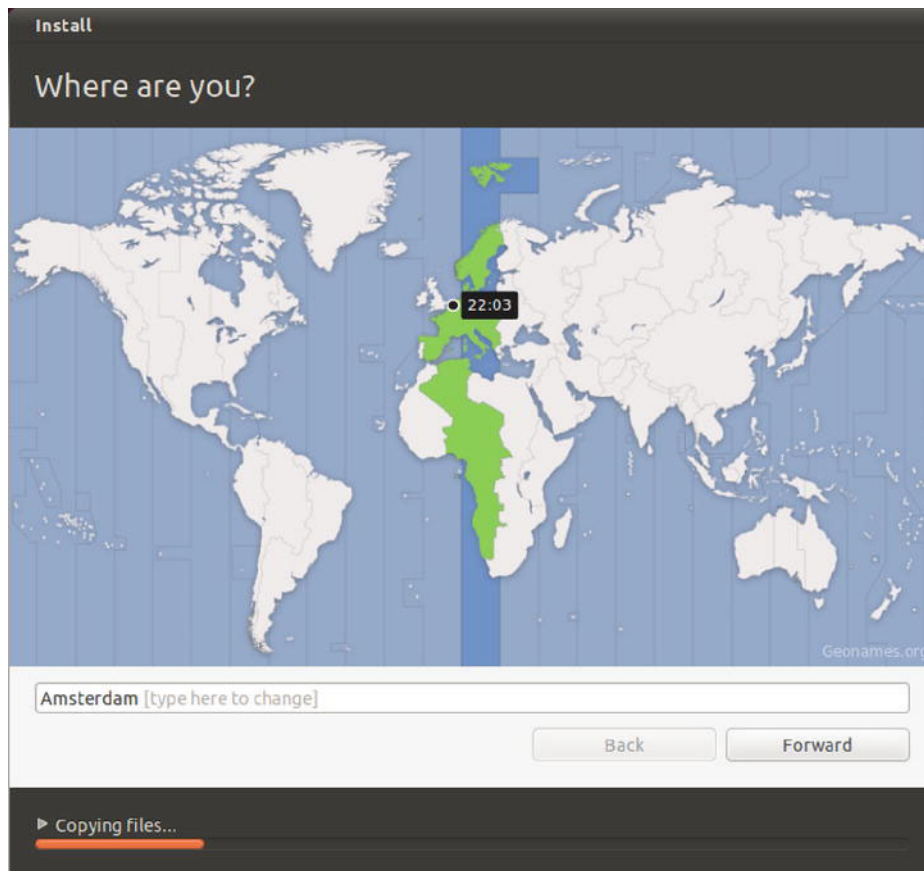 Install
Where are you?
22:03
Geonames.org
Amsterdam [type here to change]
Back
Forward
Copying files...